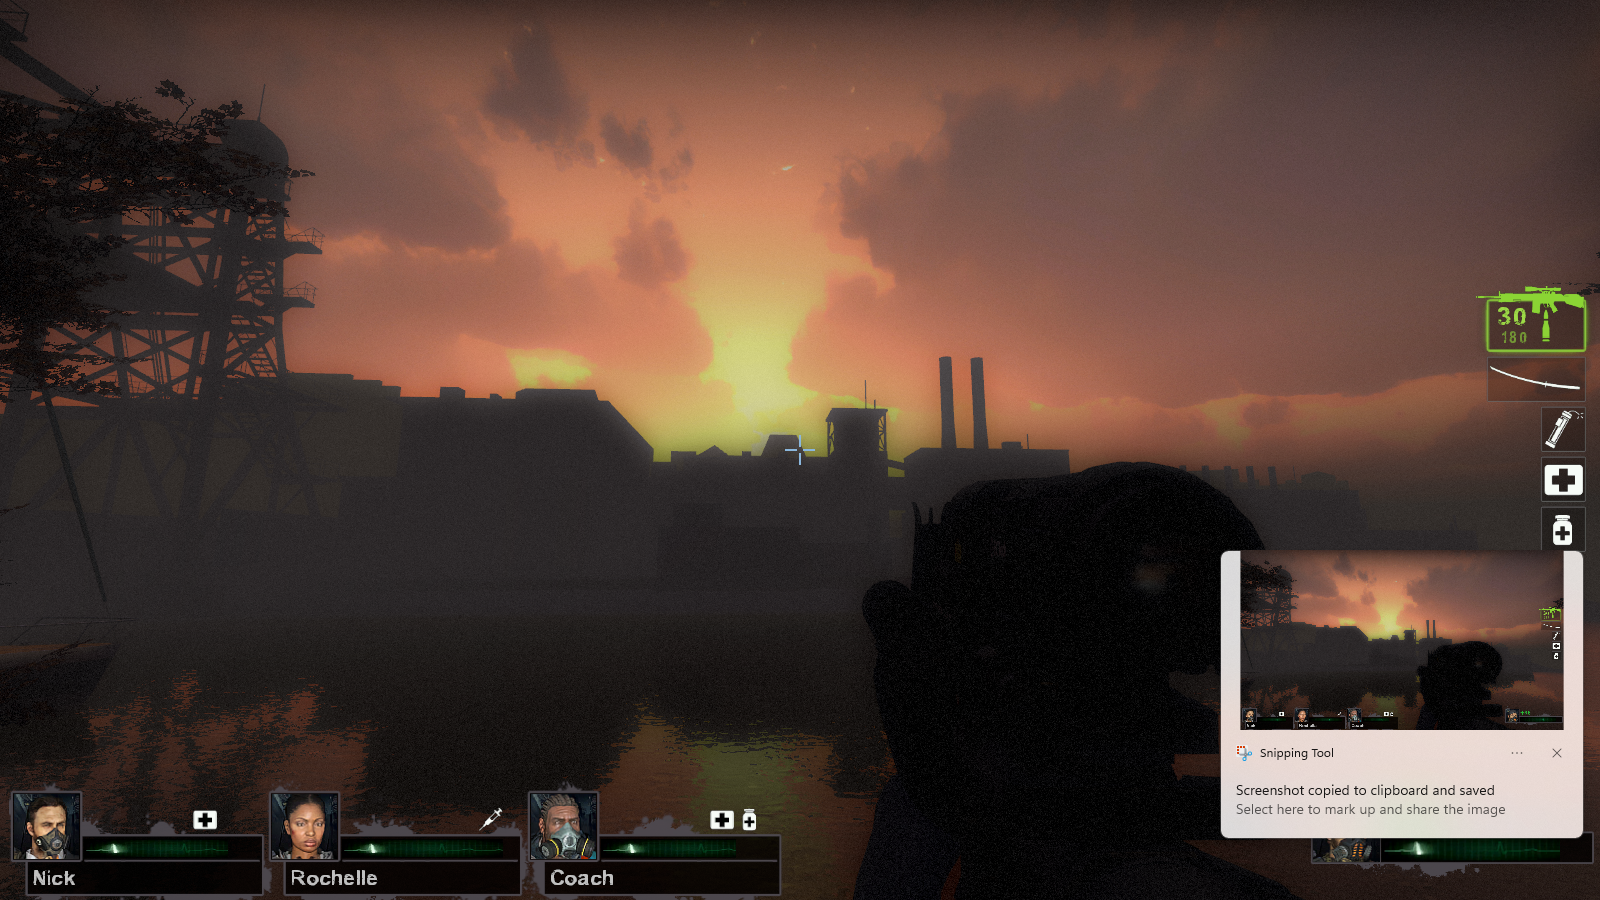 30
180
Snipping Tool
Screenshot copied to clipboard and saved
Select here to mark up and share the image
Nick
Rochelle
Coach